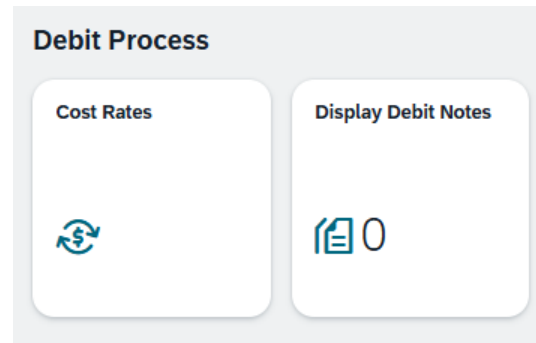 Debit Process
Cost Rates
Display Debit Notes
$
0